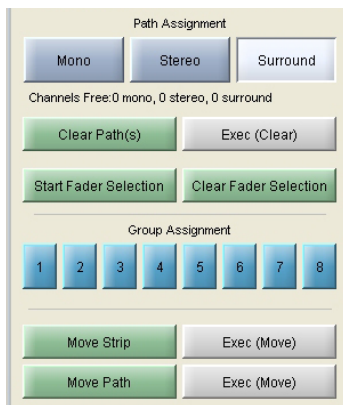 Path Assignment
Mono Stereo Surround
Channels Free:0 mono, 0 stereo, 0 surround
Clear Path(s) Exec (Clear)
Start Fader Selection Clear Fader Selection
Group Assignment
1 2 3 4 5 6 7 8
Move Strip Exec (Move)
Move Path Exec (Move)